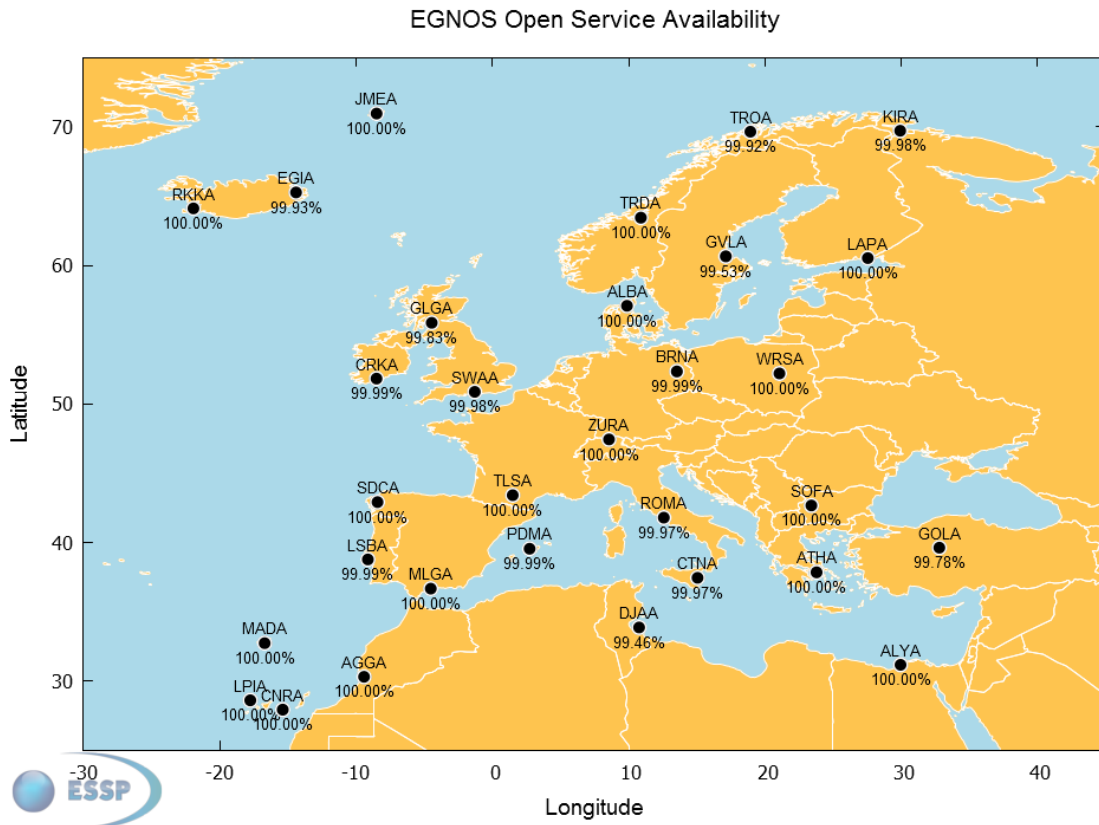 EGNOS Open Service Availability
JMEA
100.00%
TROA
99.92%
KIRA
99.98%
EGIA
99.93%
RKKA
100.00%
TRDA
100.00%
GVLA
99.53%
LAPA
100.00%
ALBA
100.00%
GLGA
99.83%
CRKA
99.99%
SWAA
99.98%
BRNA
99.99%
WRSA
100.00%
ZURA
100.00%
TLSA
100.00%
SDCA
100.00%
ROMA
99.97%
SOFA
100.00%
PDMA
99.99%
LSBA
99.99%
GOLA
99.78%
CTNA
99.97%
ATHA
100.00%
MLGA
100.00%
DJAA
99.46%
MADA
100.00%
AGGA
100.00%
ALYA
100.00%
LPIA
100.00%
CNRA
100.00%
70
60
50
40
30
Latitude
-30 -20 -10 0 10 20 30 40
Longitude
ESSP